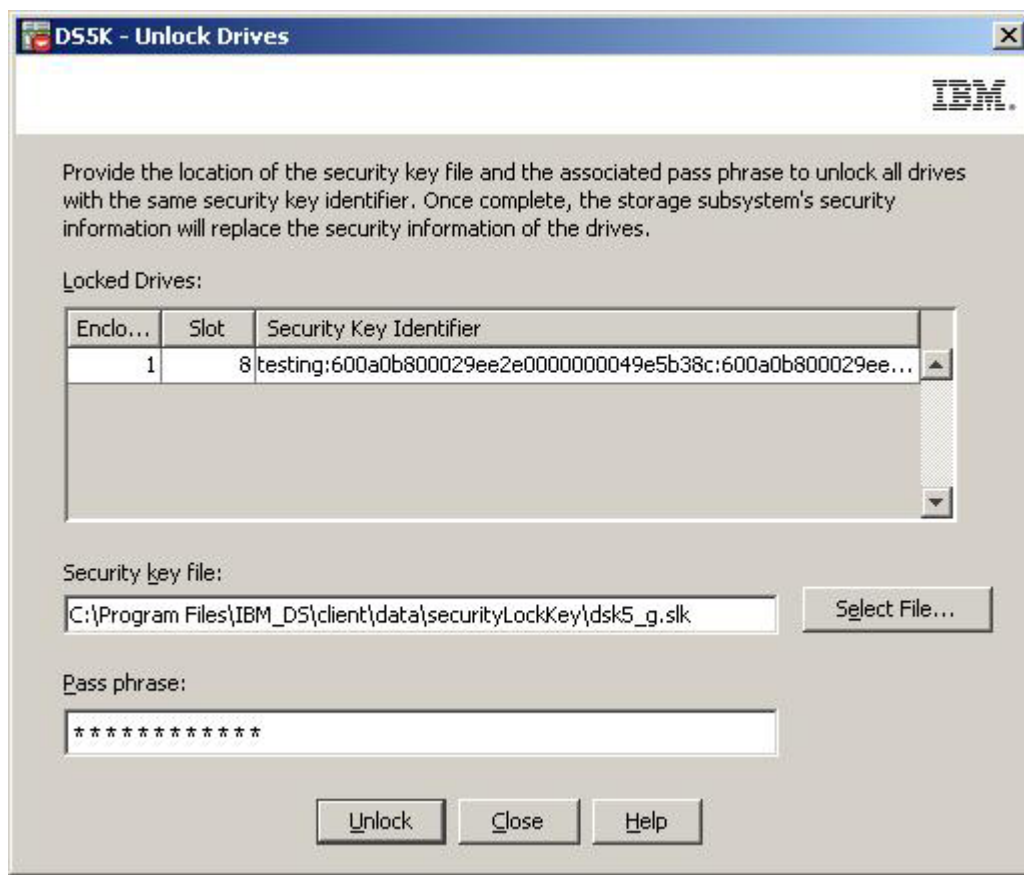 DS5K - Unlock Drives
IBM.
Provide the location of the security key file and the associated pass phrase to unlock all drives
with the same security key identifier. Once complete, the storage subsystem's security
information will replace the security information of the drives.
Locked Drives:
Enclo... Slot Security Key Identifier
1 8 testing:600a0b800029ee2e0000000049e5b38c:600a0b800029ee...
Security key file:
C:\Program Files\IBM_DS\client\data\securityLockKey\dsk5_g.slk Select File...
Pass phrase:
************
Unlock Close Help